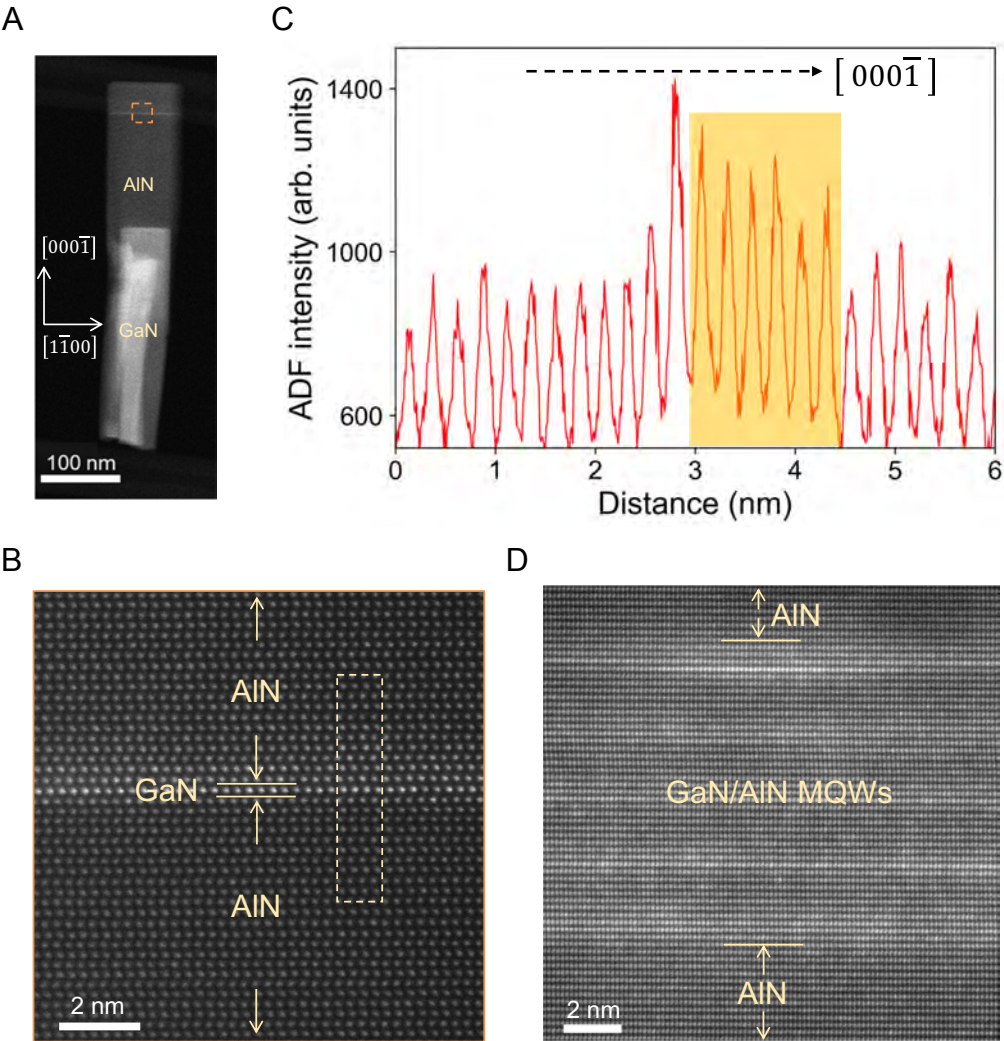 A
AlN
[0001̅]
GaN
[11̅00]
100 nm
C
[0001̅]
ADF intensity (arb. units)
1400
1000
600
0 1 2 3 4 5 6
Distance (nm)
B
AlN
GaN
AlN
2 nm
D
AlN
GaN/AlN MQWs
AlN
2 nm